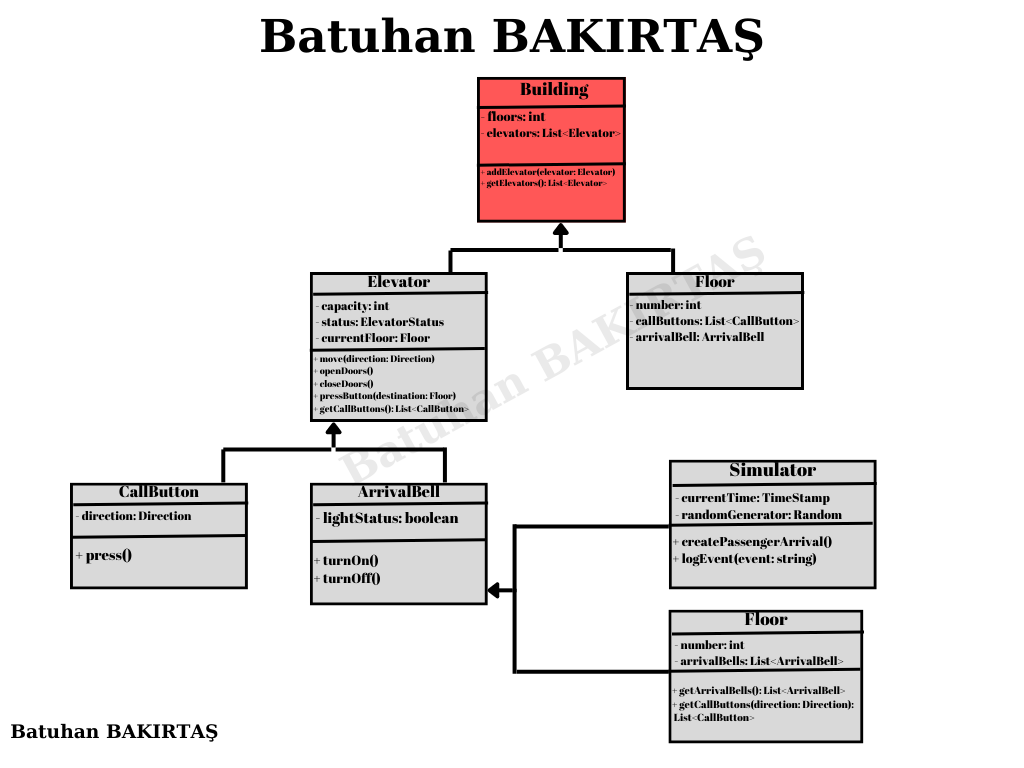 Batuhan BAKIRTAŞ
Building
- floors: int
- elevators: List<Elevator>
+ addElevator(elevator: Elevator)
+ getElevators(): List<Elevator>
Elevator
- capacity: int
- status: ElevatorStatus
- currentFloor: Floor
+ move(direction: Direction)
+ openDoors()
+ closeDoors()
+ pressButton(destination: Floor)
+ getCallButtons(): List<CallButton>
Floor
- number: int
- callButtons: List<CallButton>
- arrivalBell: ArrivalBell
Batuhan BAKIRTAŞ
CallButton
- direction: Direction
+ press()
ArrivalBell
- lightStatus: boolean
+ turnOn()
+ turnOff()
Simulator
- currentTime: TimeStamp
- randomGenerator: Random
+ createPassengerArrival()
+ logEvent(event: string)
Floor
- number: int
- arrivalBells: List<ArrivalBell>
+ getArrivalBells(): List<ArrivalBell>
+ getCallButtons(direction: Direction):
List<CallButton>
Batuhan BAKIRTAŞ